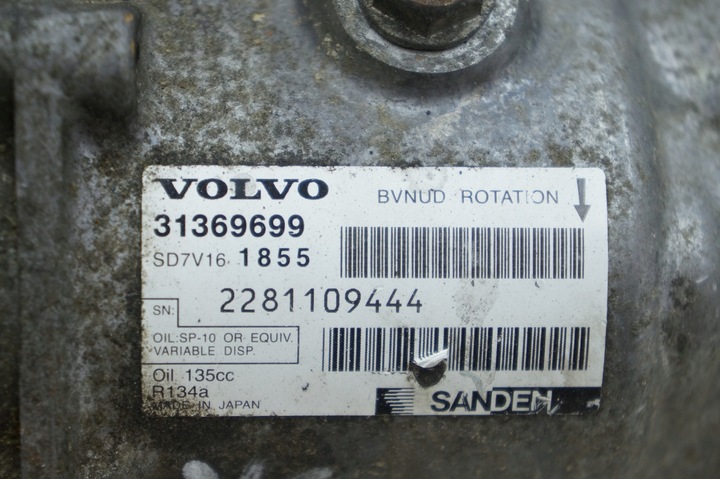 VOLVO BVNUD ROTATION
31369699
SD7V16 1855
SN: 2281109444
OIL:SP-10 OR EQUIV.
VARIABLE DISP.
Oil 135cc
R134a
MADE IN JAPAN SANDEN